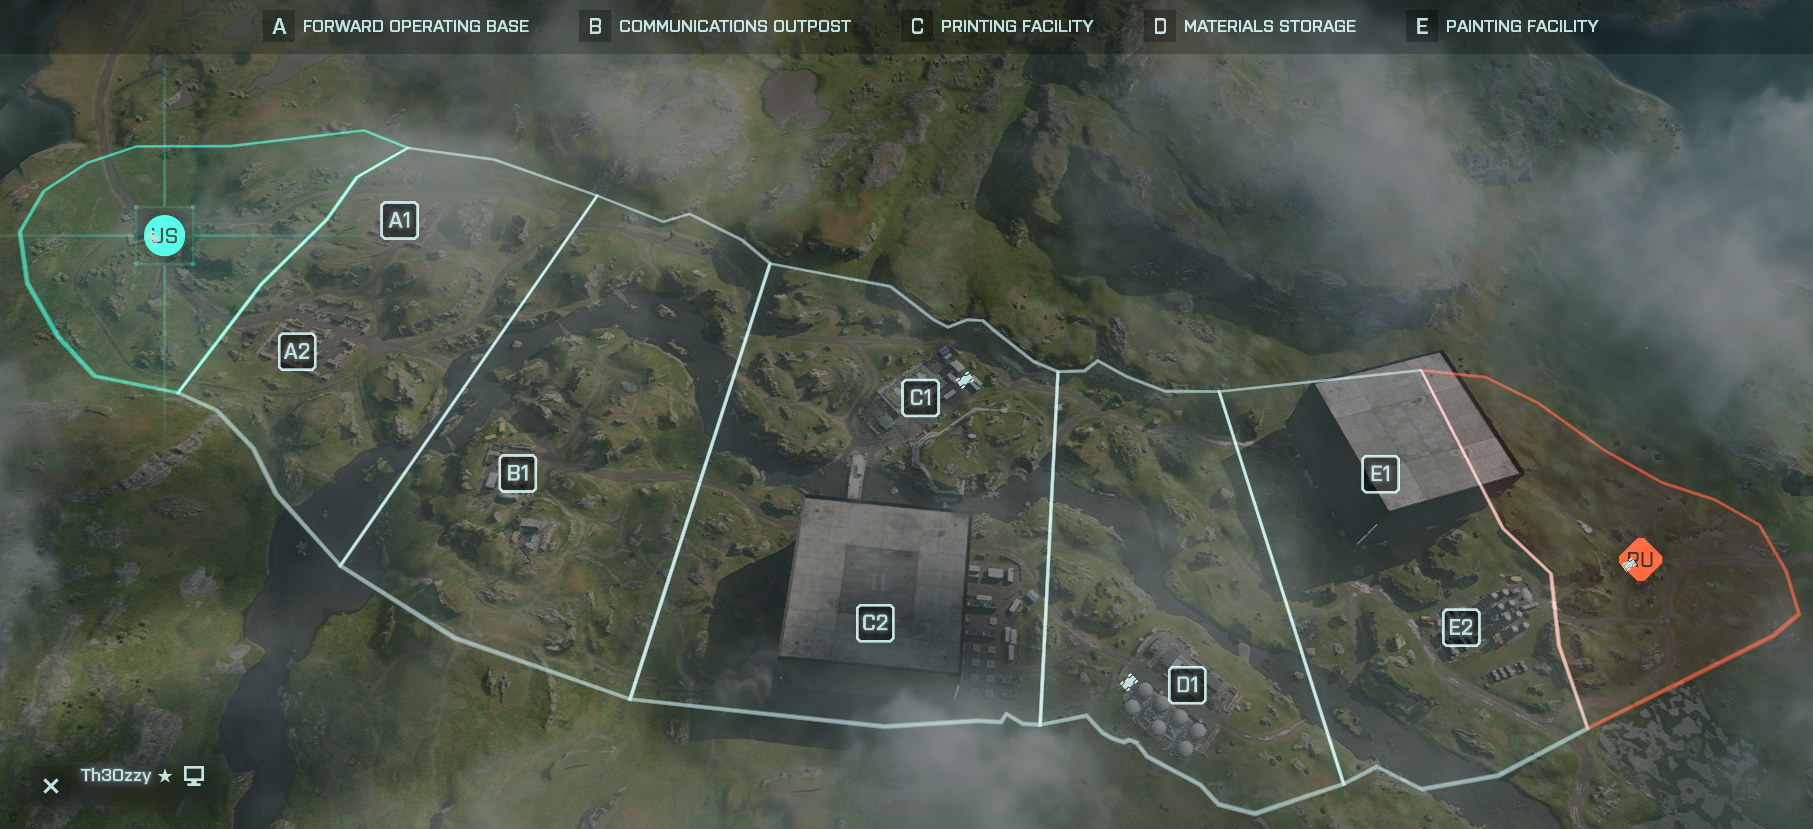 A FORWARD OPERATING BASE B COMMUNICATIONS OUTPOST C PRINTING FACILITY D MATERIALS STORAGE E PAINTING FACILITY
US
A1
A2
B1
C1
C2
D1
E1
E2
RU
Th3Ozzy